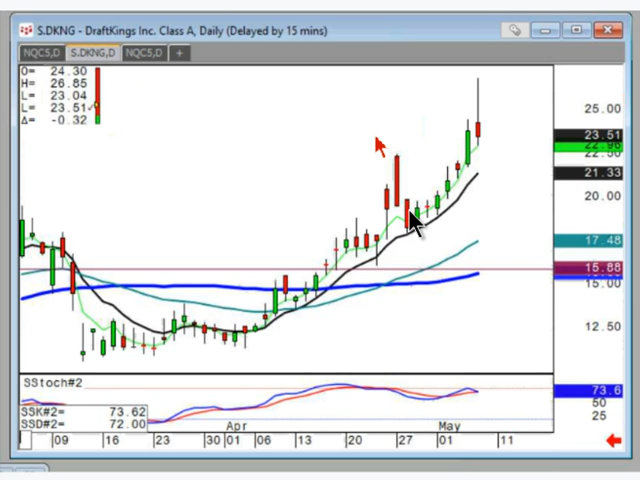 S.DKNG - DraftKings Inc. Class A, Daily (Delayed by 15 mins)
NQC5,D S.DKNG,D NQC5,D +
O= 24.30
H= 26.85
L= 23.04
L= 23.51
Δ= -0.32
25.00
23.51
22.96
22.50
21.33
20.00
17.48
15.88
15.00
12.50
SStoch#2
SSK#2= 73.62
SSD#2= 72.00
73.6
50
25
Apr May
09 16 23 30 01 06 13 20 27 01 11